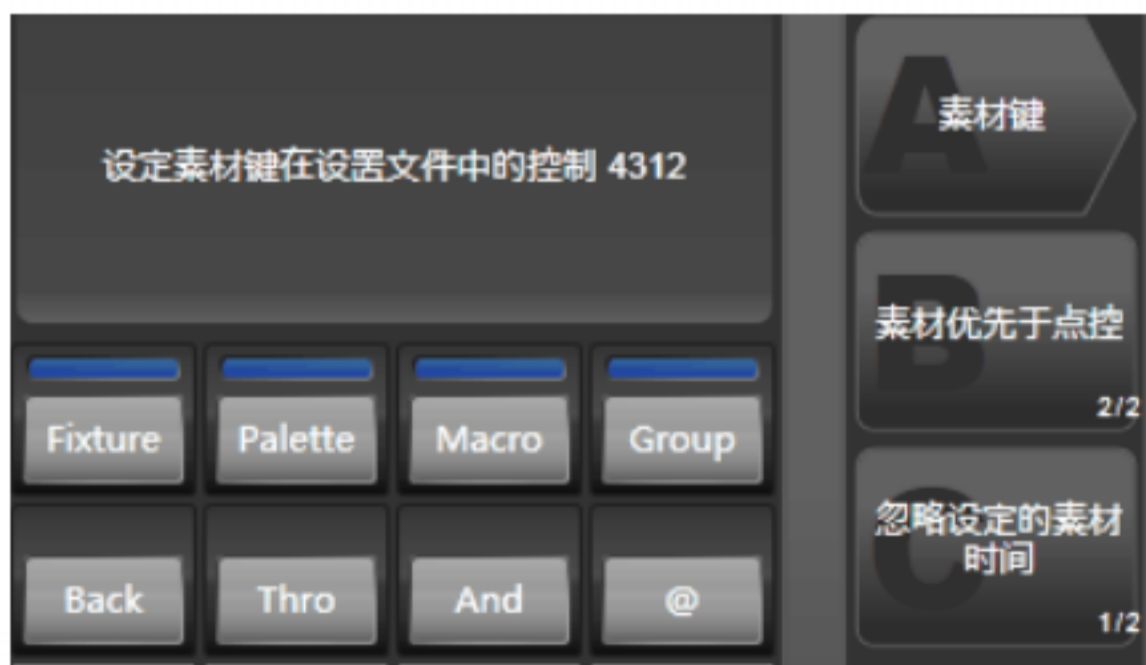 设定素材键在设置文件中的控制 4312
A
素材键
B
素材优先于点控
2/2
C
忽略设定的素材
时间
1/2
Fixture
Palette
Macro
Group
Back
Thro
And
@